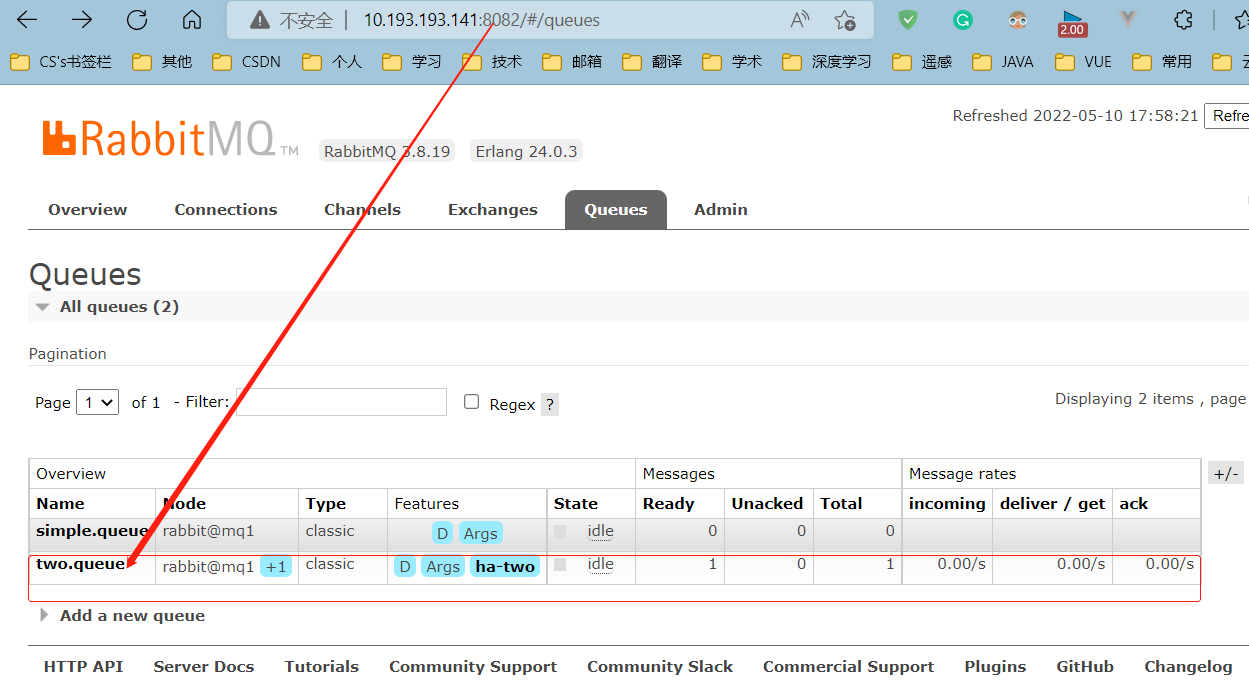 不安全 10.193.193.141:8082/#/queues A 2.00
CS's书签栏 其他 CSDN 个人 学习 技术 邮箱 翻译 学术 深度学习 遥感 JAVA VUE 常用
Refreshed 2022-05-10 17:58:21 Refre
RabbitMQ TM RabbitMQ 3.8.19 Erlang 24.0.3
Overview Connections Channels Exchanges Queues Admin
Queues
All queues (2)
Pagination
Page 1 of 1 - Filter: Regex ? Displaying 2 items , page
Overview Messages Message rates +/-
Name Node Type Features State Ready Unacked Total incoming deliver / get ack
simple.queue rabbit@mq1 classic D Args idle 0 0 0
two.queue rabbit@mq1 +1 classic D Args ha-two idle 1 0 1 0.00/s 0.00/s 0.00/s
Add a new queue
HTTP API Server Docs Tutorials Community Support Community Slack Commercial Support Plugins GitHub Changelog